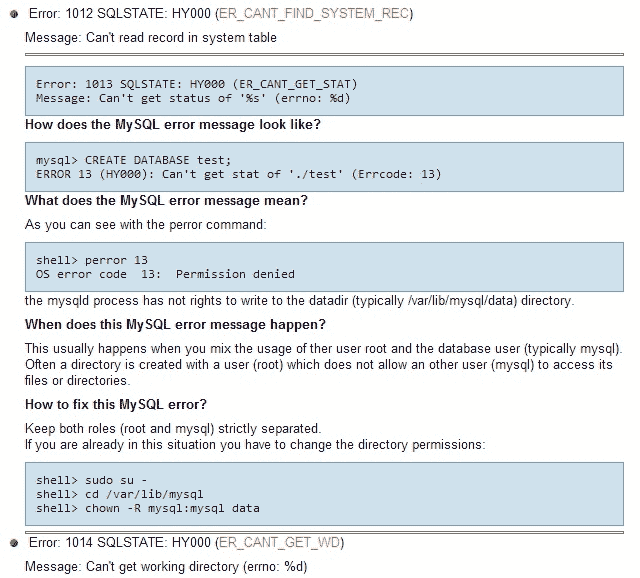 Error: 1012 SQLSTATE: HY000 (ER_CANT_FIND_SYSTEM_REC)
Message: Can't read record in system table
Error: 1013 SQLSTATE: HY000 (ER_CANT_GET_STAT)
Message: Can't get status of '%s' (errno: %d)
How does the MySQL error message look like?
mysql> CREATE DATABASE test;
ERROR 13 (HY000): Can't get stat of './test' (Errcode: 13)
What does the MySQL error message mean?
As you can see with the perror command:
shell> perror 13
OS error code  13:  Permission denied
the mysqld process has not rights to write to the datadir (typically /var/lib/mysql/data) directory.
When does this MySQL error message happen?
This usually happens when you mix the usage of ther user root and the database user (typically mysql).
Often a directory is created with a user (root) which does not allow an other user (mysql) to access its
files or directories.
How to fix this MySQL error?
Keep both roles (root and mysql) strictly separated.
If you are already in this situation you have to change the directory permissions:
shell> sudo su -
shell> cd /var/lib/mysql
shell> chown -R mysql:mysql data
Error: 1014 SQLSTATE: HY000 (ER_CANT_GET_WD)
Message: Can't get working directory (errno: %d)